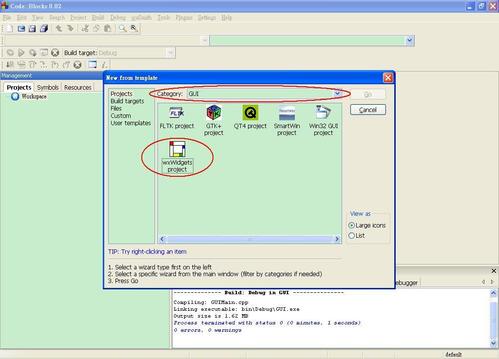 Code::Blocks 8.02
File Edit View Search Project Build Debug wxSmith Tools Plugins Settings Help
Build target: Debug
Management
Projects Symbols Resources
Workspace
New from template
Projects
Build targets
Files
Custom
User templates
Category: GUI
Go
Cancel
FLTK project
GTK+ project
QT4 project
SmartWin project
Win32 GUI project
wxWidgets project
View as
Large icons
List
TIP: Try right-clicking an item
1. Select a wizard type first on the left
2. Select a specific wizard from the main window (filter by categories if needed)
3. Press Go
Debugger
-------------- Build: Debug in GUI ---------------
Compiling: GUIMain.cpp
Linking executable: bin\Debug\GUI.exe
Output size is 1.62 MB
Process terminated with status 0 (0 minutes, 1 seconds)
0 errors, 0 warnings
default